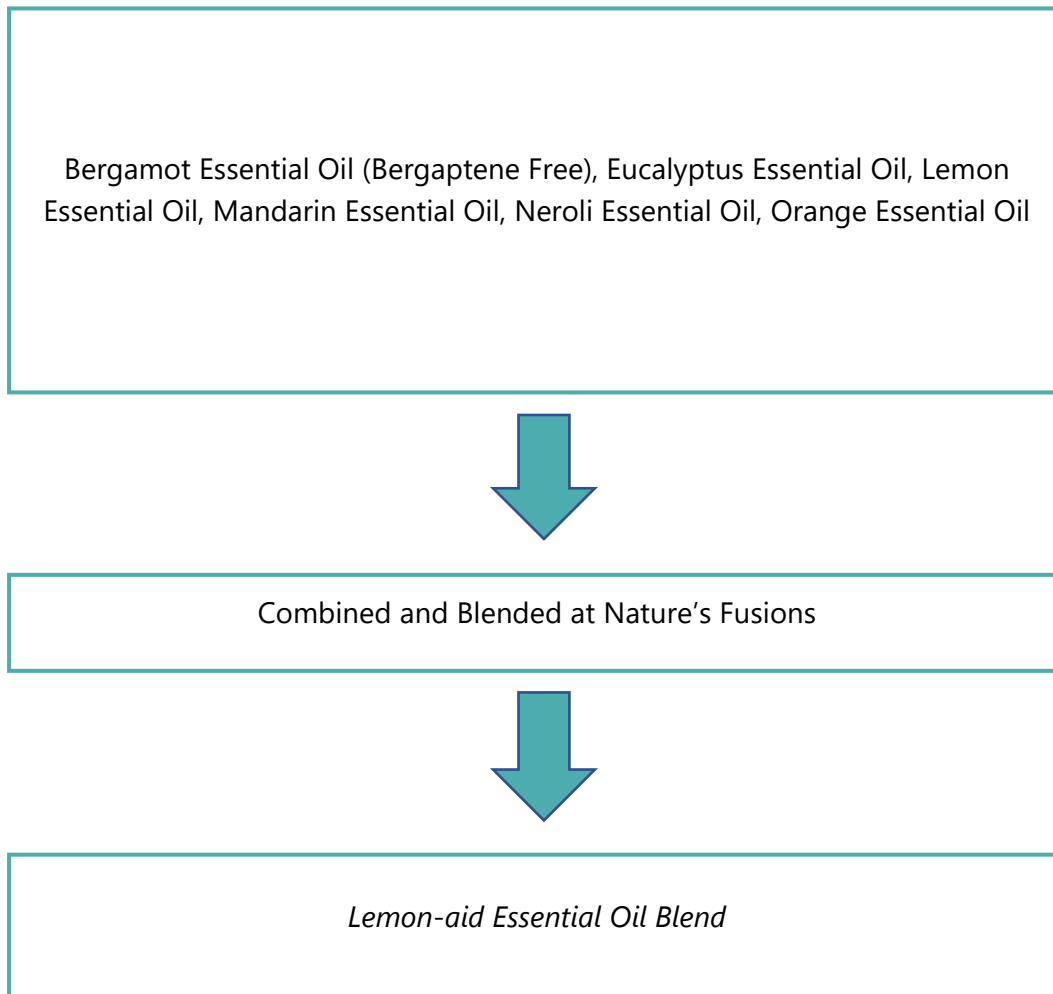 Bergamot Essential Oil (Bergaptene Free), Eucalyptus Essential Oil, Lemon
Essential Oil, Mandarin Essential Oil, Neroli Essential Oil, Orange Essential Oil
Combined and Blended at Nature’s Fusions
Lemon-aid Essential Oil Blend